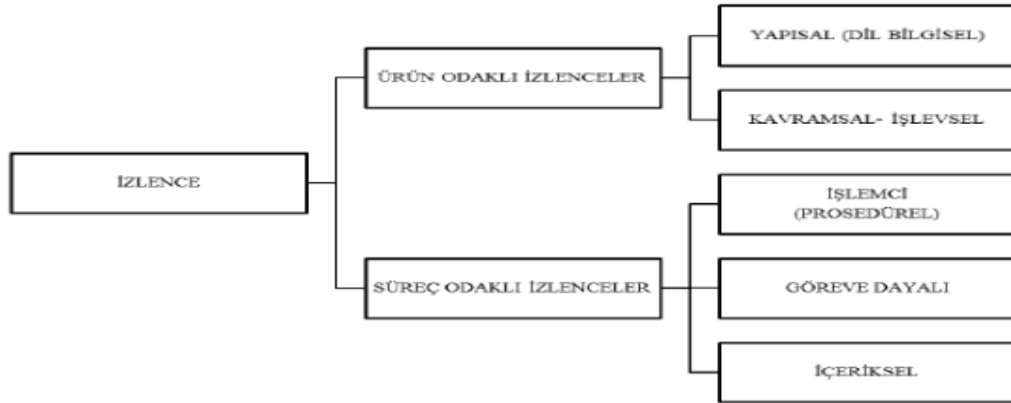 İZLENCE
ÜRÜN ODAKLI İZLENCELER
YAPISAL (DİL BİLGİSEL)
KAVRAMSAL- İŞLEVSEL
SÜREÇ ODAKLI İZLENCELER
İŞLEMCİ
(PROSEDÜREL)
GÖREVE DAYALI
İÇERİKSEL